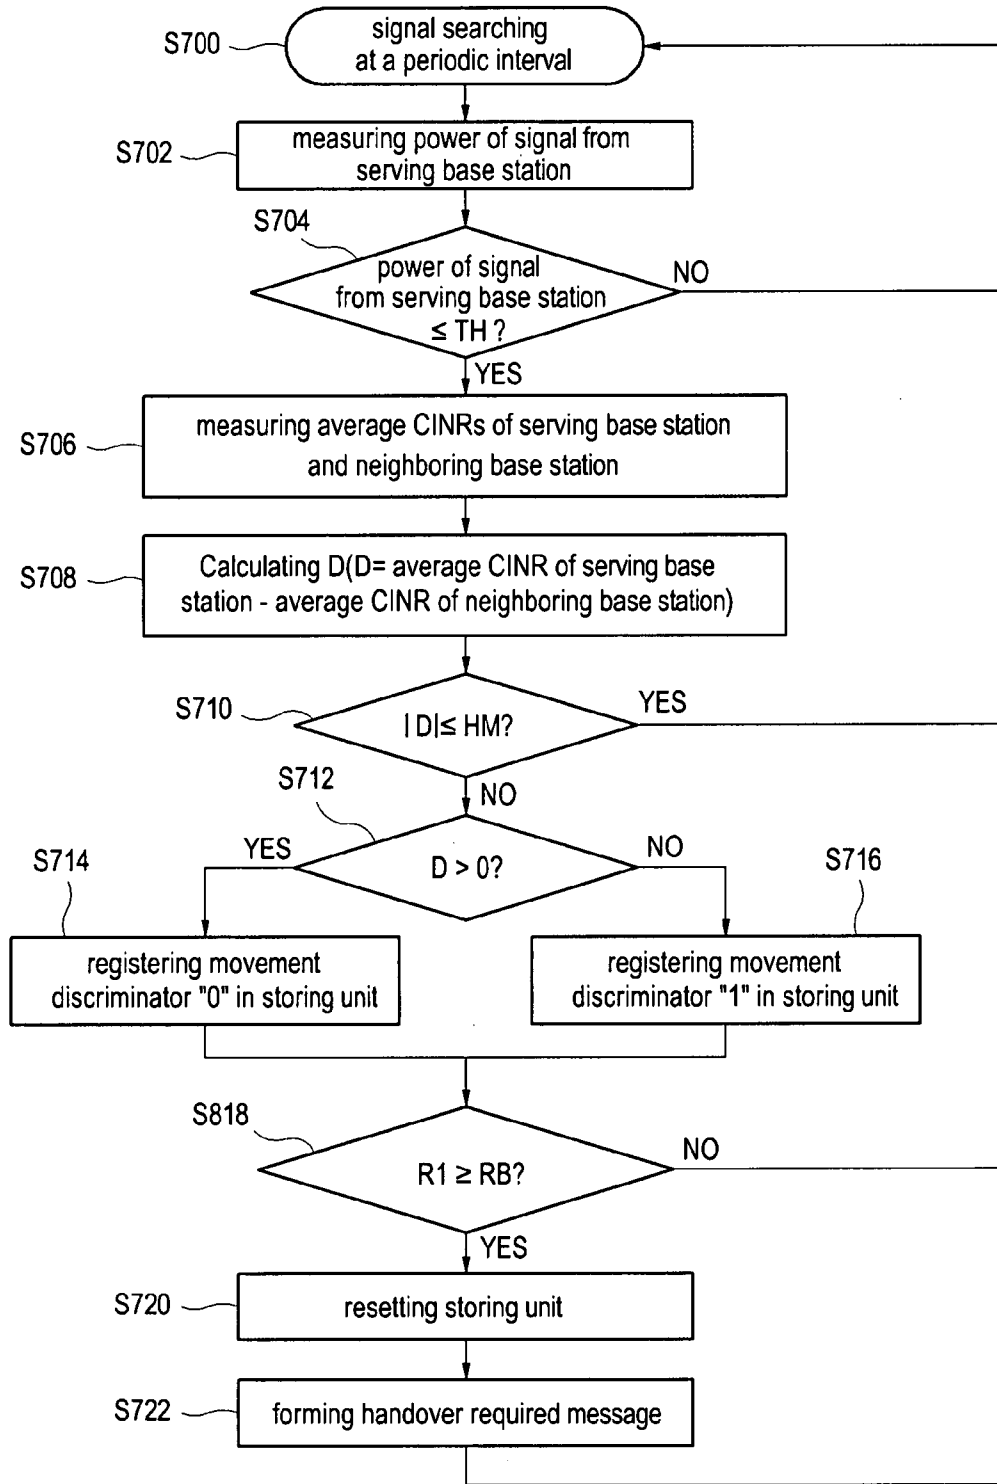 S700
signal searching
at a periodic interval
S702
measuring power of signal from
serving base station
S704
power of signal
from serving base station
≤ TH ?
NO
YES
S706
measuring average CINRs of serving base station
and neighboring base station
S708
Calculating D(D= average CINR of serving base
station - average CINR of neighboring base station)
S710
| D|≤ HM?
YES
NO
S712
D > 0?
YES
NO
S714
registering movement
discriminator "0" in storing unit
S716
registering movement
discriminator "1" in storing unit
S818
R1 ≥ RB?
NO
YES
S720
resetting storing unit
S722
forming handover required message